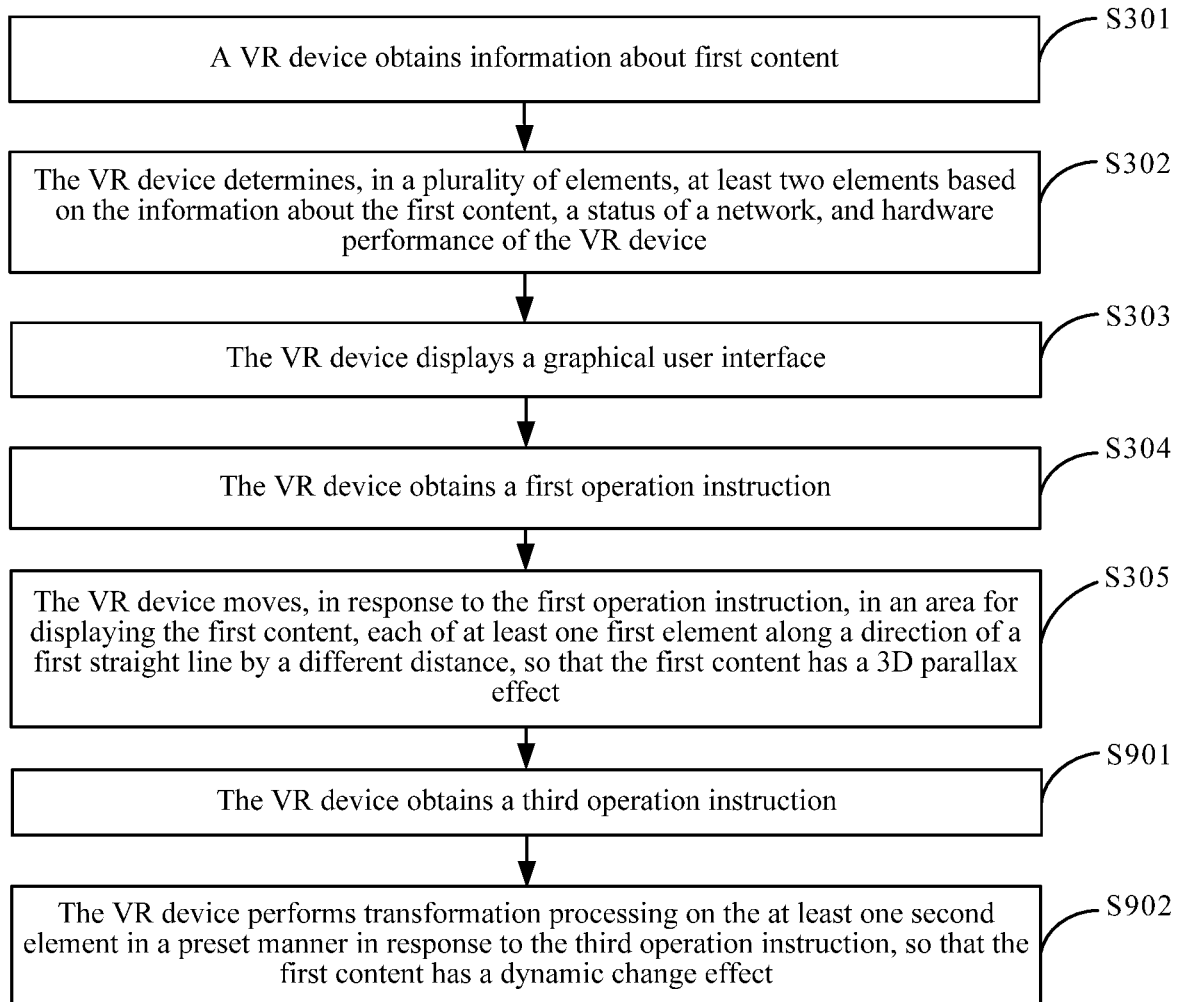 S301
A VR device obtains information about first content
S302
The VR device determines, in a plurality of elements, at least two elements based
on the information about the first content, a status of a network, and hardware
performance of the VR device
S303
The VR device displays a graphical user interface
S304
The VR device obtains a first operation instruction
S305
The VR device moves, in response to the first operation instruction, in an area for
displaying the first content, each of at least one first element along a direction of a
first straight line by a different distance, so that the first content has a 3D parallax
effect
S901
The VR device obtains a third operation instruction
S902
The VR device performs transformation processing on the at least one second
element in a preset manner in response to the third operation instruction, so that the
first content has a dynamic change effect